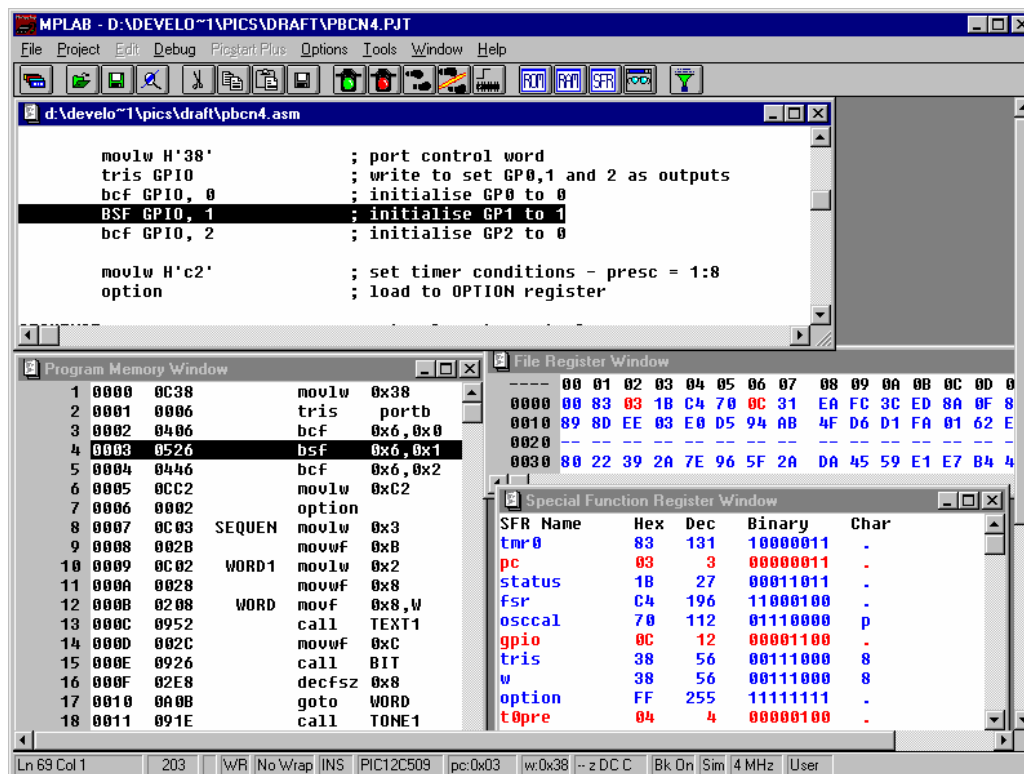 MPLAB - D:\DEVELO~1\PICS\DRAFT\PBCN4.PJT
File Project Edit Debug Picstart Plus Options Tools Window Help
ROM RAM SFR
d:\develo~1\pics\draft\pbcn4.asm
movlw H'38' ; port control word
tris GPIO ; write to set GP0,1 and 2 as outputs
bcf GPIO, 0 ; initialise GP0 to 0
BSF GPIO, 1 ; initialise GP1 to 1
bcf GPIO, 2 ; initialise GP2 to 0
movlw H'c2' ; set timer conditions - presc = 1:8
option ; load to OPTION register
Program Memory Window
1 0000 0C38 movlw 0x38
2 0001 0006 tris portb
3 0002 0406 bcf 0x6,0x0
4 0003 0526 bsf 0x6,0x1
5 0004 0446 bcf 0x6,0x2
6 0005 0CC2 movlw 0xC2
7 0006 0002 option
8 0007 0C03 SEQUEN movlw 0x3
9 0008 002B movwf 0xB
10 0009 0C02 WORD1 movlw 0x2
11 000A 0028 movwf 0x8
12 000B 0208 WORD movf 0x8,W
13 000C 0952 call TEXT1
14 000D 002C movwf 0xC
15 000E 0926 call BIT
16 000F 02E8 decfsz 0x8
17 0010 0A0B goto WORD
18 0011 091E call TONE1
File Register Window
---- 00 01 02 03 04 05 06 07 08 09 0A 0B 0C 0D
0000 00 83 03 1B C4 70 0C 31 EA FC 3C ED 8A 0F 8
0010 89 8D EE 03 E0 D5 94 AB 4F D6 D1 FA 01 62 E
0020 -- -- -- -- -- -- -- -- -- -- -- -- -- --
0030 80 22 39 2A 7E 96 5F 2A DA 45 59 E1 E7 B4 4
Special Function Register Window
SFR Name Hex Dec Binary Char
tmr0 83 131 10000011 .
pc 03 3 00000011 .
status 1B 27 00011011 .
fsr C4 196 11000100 .
osccal 70 112 01110000 p
gpio 0C 12 00001100 .
tris 38 56 00111000 8
w 38 56 00111000 8
option FF 255 11111111 .
t0pre 04 4 00000100 .
Ln 69 Col 1 203 WR No Wrap INS PIC12C509 pc:0x03 w:0x38 -- z DC C Bk On Sim 4 MHz User